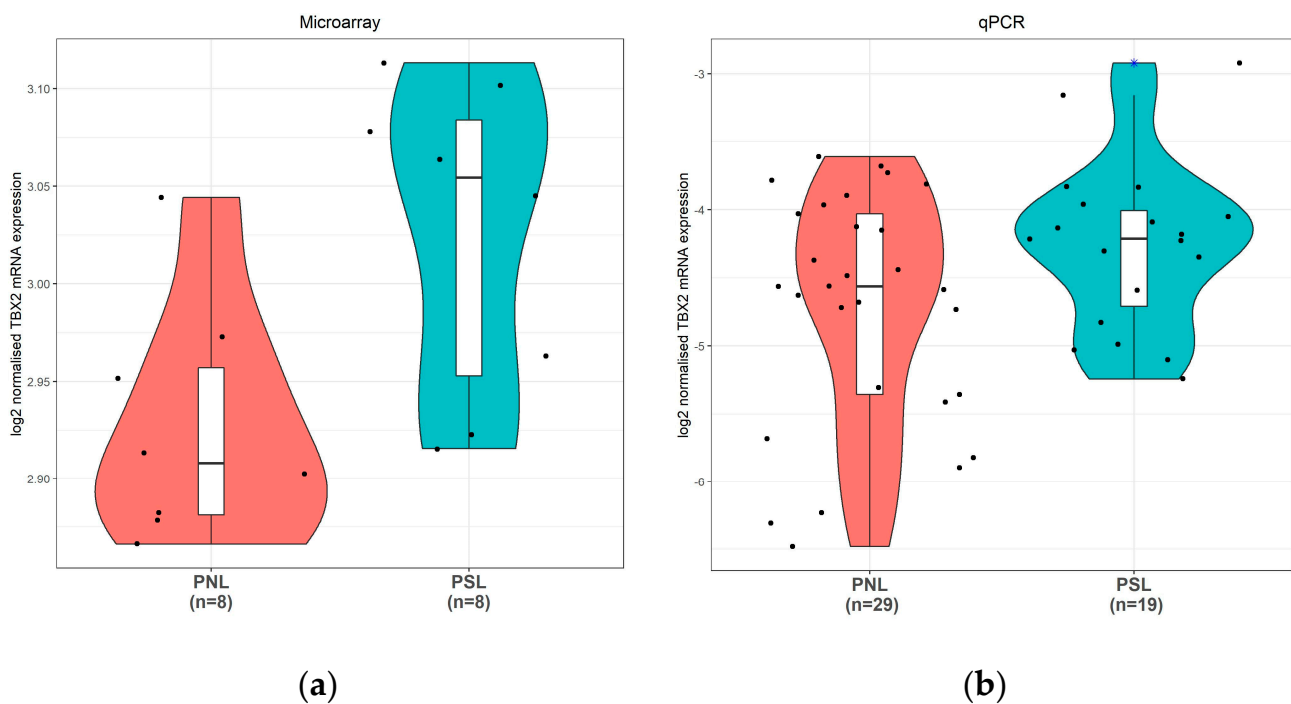 Microarray
log2 normalised TBX2 mRNA expression
3.10
3.05
3.00
2.95
2.90
PNL
(n=8)
PSL
(n=8)
(a)
qPCR
log2 normalised TBX2 mRNA expression
-3
-4
-5
-6
PNL
(n=29)
PSL
(n=19)
(b)